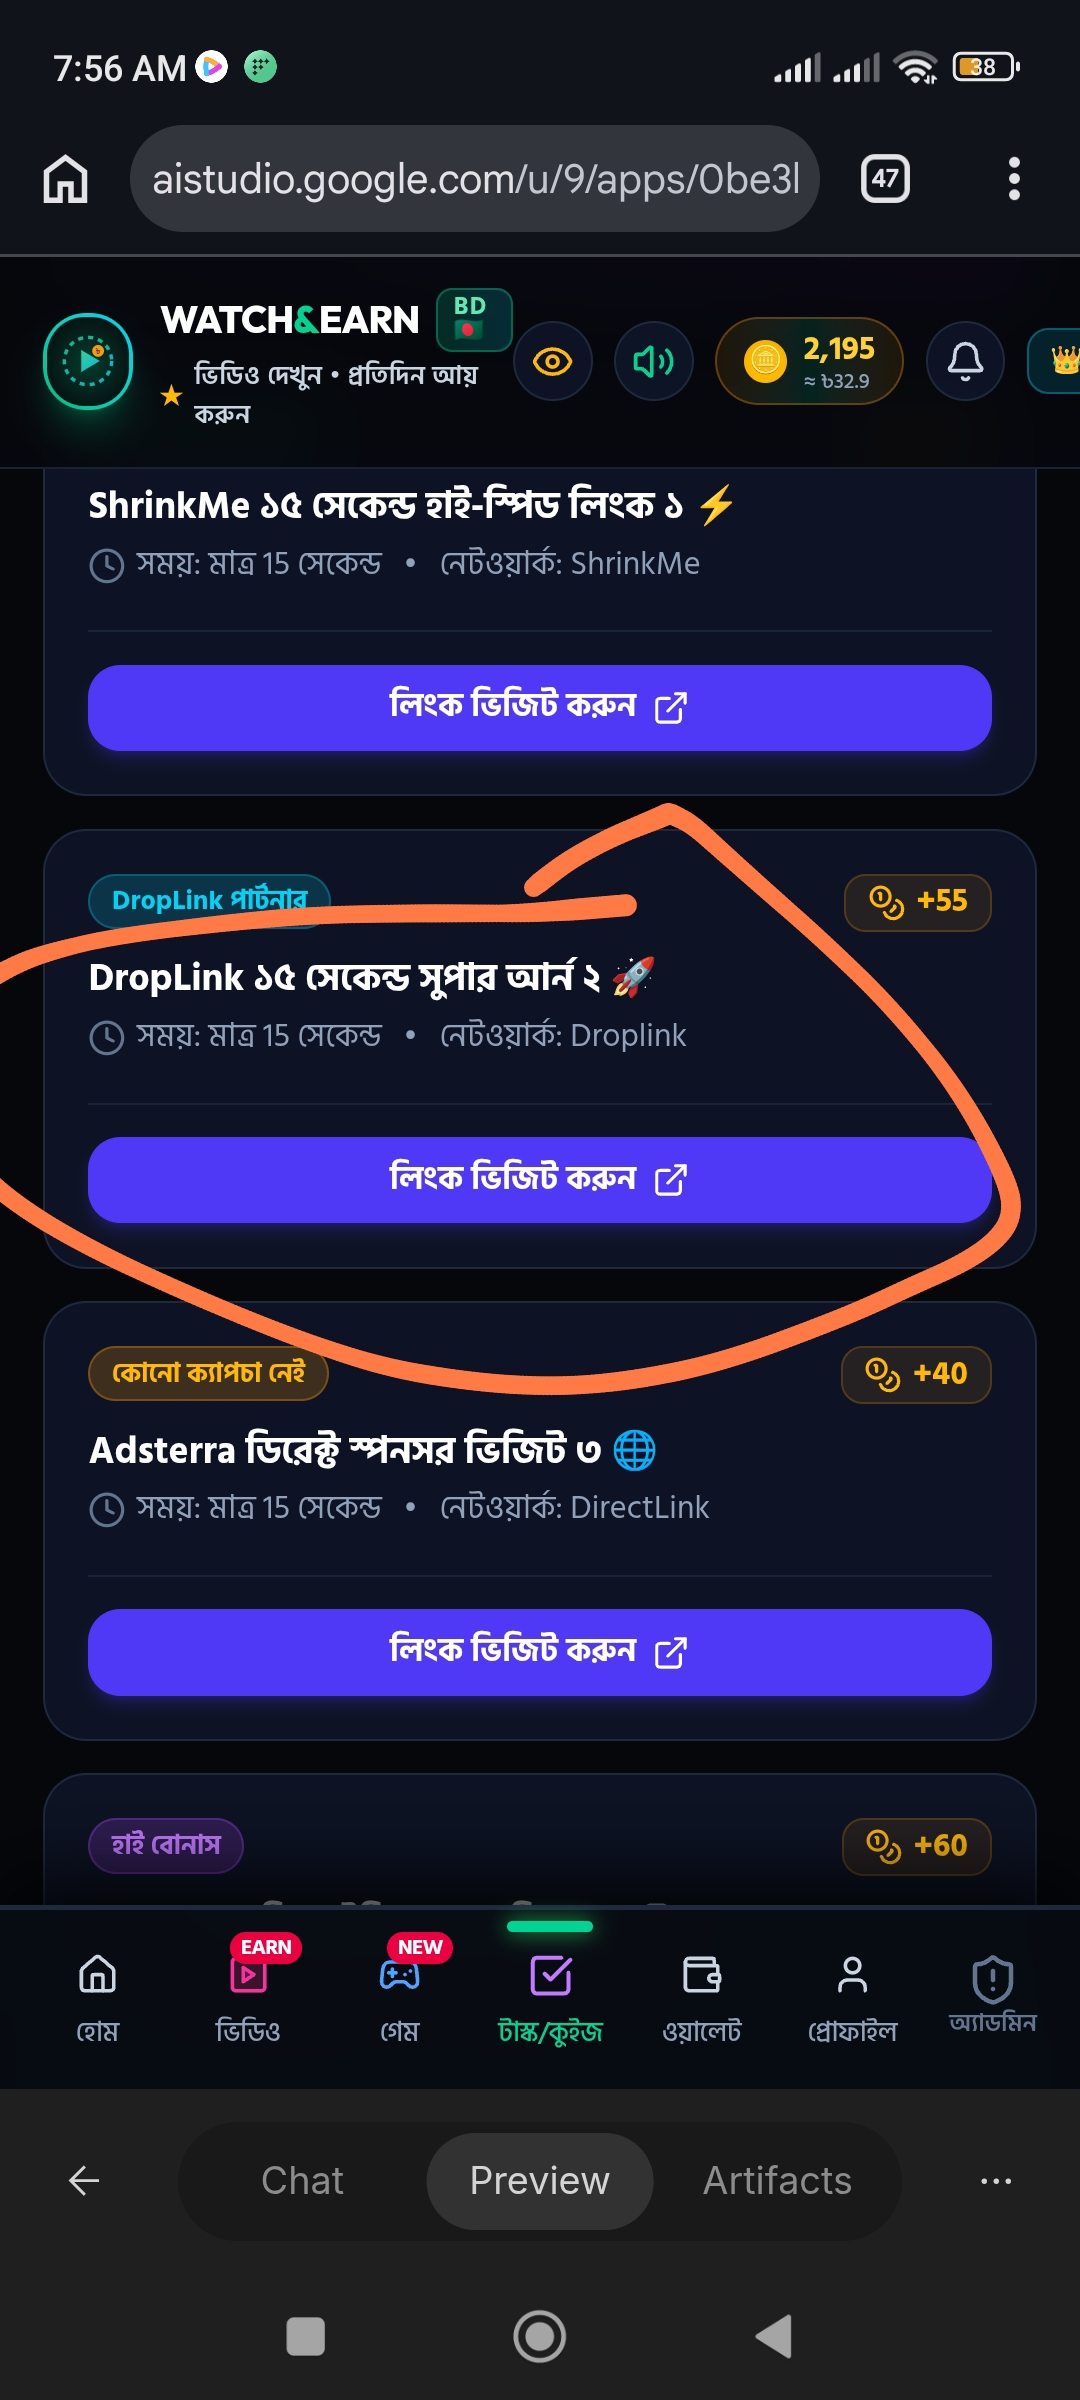 7:56 AM
38
aistudio.google.com/u/9/apps/0be3l
47
WATCH&EARN
BD
ভিডিও দেখুন • প্রতিদিন আয়
করুন
2,195
≈ ৳32.9
ShrinkMe ১৫ সেকেন্ড হাই-স্পিড লিংক ১ ⚡
সময়: মাত্র 15 সেকেন্ড • নেটওয়ার্ক: ShrinkMe
লিংক ভিজিট করুন
DropLink পার্টনার
+55
DropLink ১৫ সেকেন্ড সুপার আর্ন ২ 🚀
সময়: মাত্র 15 সেকেন্ড • নেটওয়ার্ক: Droplink
লিংক ভিজিট করুন
কোনো ক্যাপচা নেই
+40
Adsterra ডিরেক্ট স্পনসর ভিজিট ৩ 🌐
সময়: মাত্র 15 সেকেন্ড • নেটওয়ার্ক: DirectLink
লিংক ভিজিট করুন
হাই বোনাস
+60
EARN
NEW
হোম
ভিডিও
গেম
টাস্ক/কুইজ
ওয়ালেট
প্রোফাইল
অ্যাডমিন
Chat
Preview
Artifacts